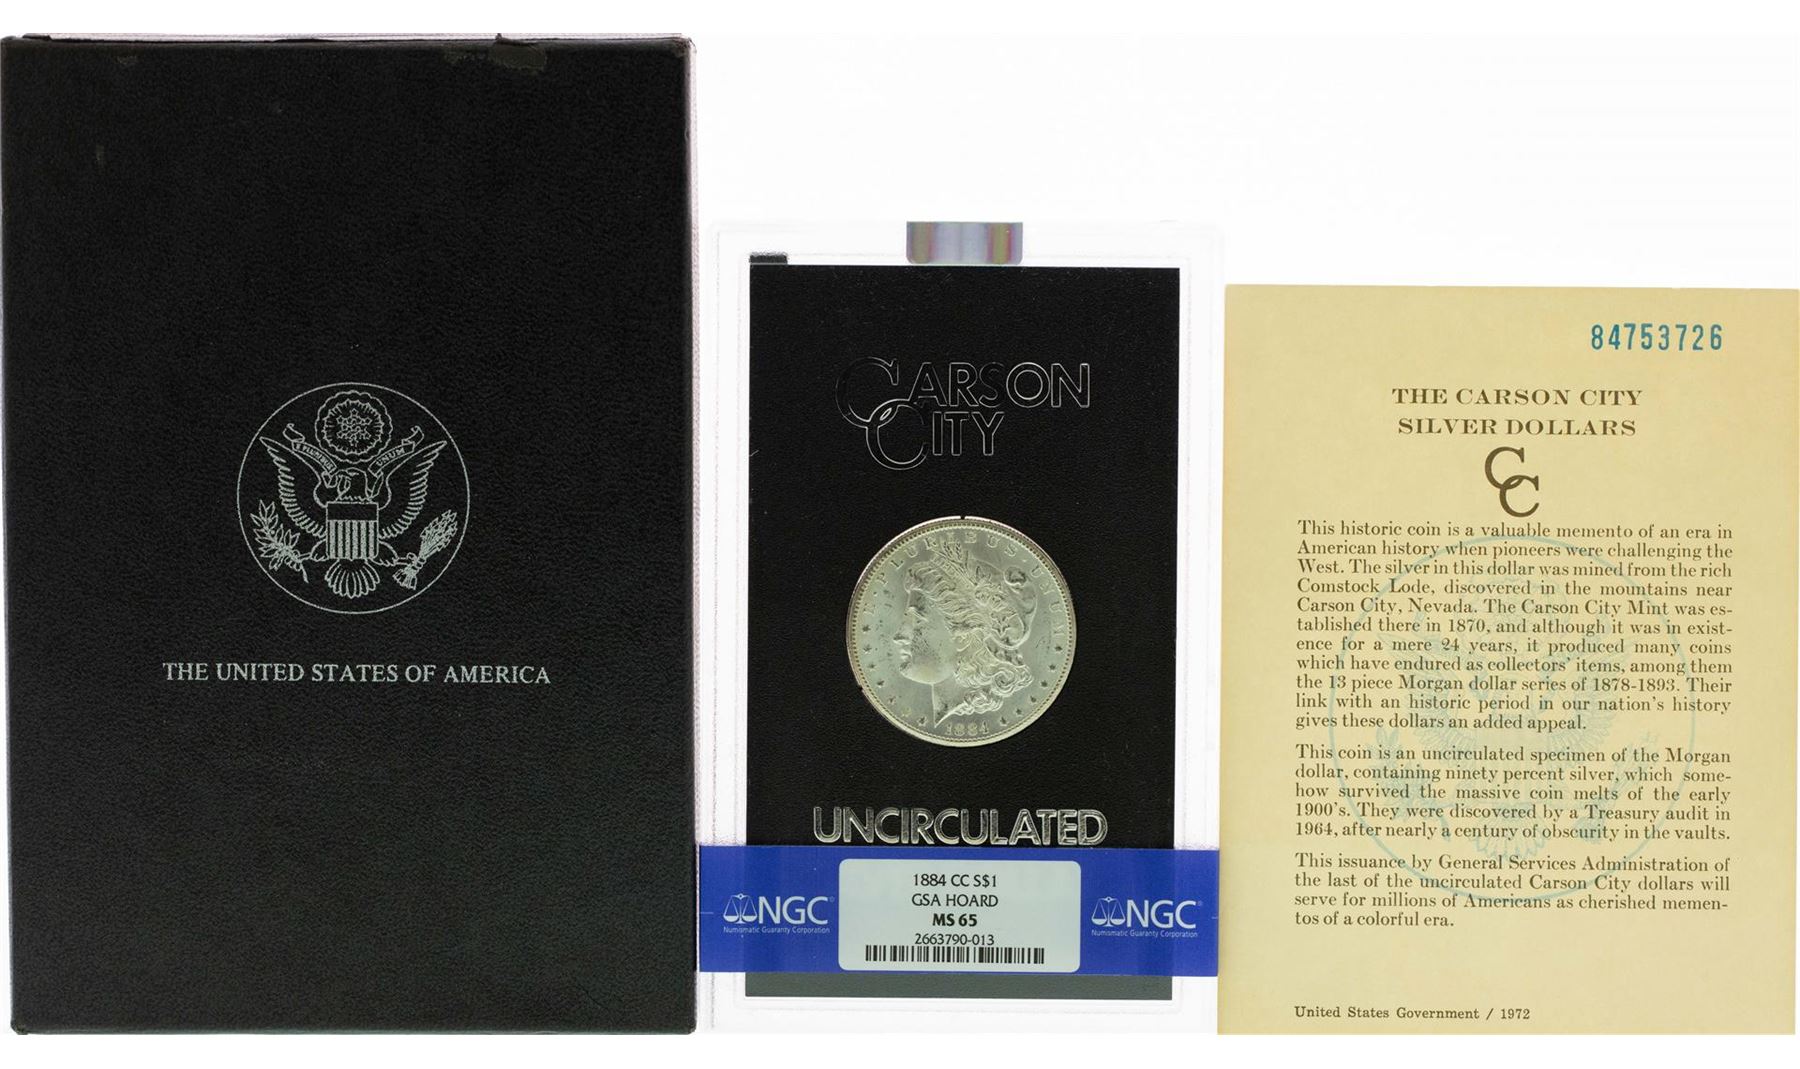 PLURIBUS UNUM
THE UNITED STATES OF AMERICA
CARSON
CITY
E·PLURIBUS·UNUM
1884
UNCIRCULATED
NGC
Numismatic Guaranty Corporation
1884 CC S$1
GSA HOARD
MS 65
2663790-013
NGC
Numismatic Guaranty Corporation
84753726
THE CARSON CITY
SILVER DOLLARS
CC
This historic coin is a valuable memento of an era in
American history when pioneers were challenging the
West. The silver in this dollar was mined from the rich
Comstock Lode, discovered in the mountains near
Carson City, Nevada. The Carson City Mint was es-
tablished there in 1870, and although it was in exist-
ence for a mere 24 years, it produced many coins
which have endured as collectors' items, among them
the 13 piece Morgan dollar series of 1878-1893. Their
link with an historic period in our nation's history
gives these dollars an added appeal.
This coin is an uncirculated specimen of the Morgan
dollar, containing ninety percent silver, which some-
how survived the massive coin melts of the early
1900's. They were discovered by a Treasury audit in
1964, after nearly a century of obscurity in the vaults.
This issuance by General Services Administration of
the last of the uncirculated Carson City dollars will
serve for millions of Americans as cherished memen-
tos of a colorful era.
United States Government / 1972